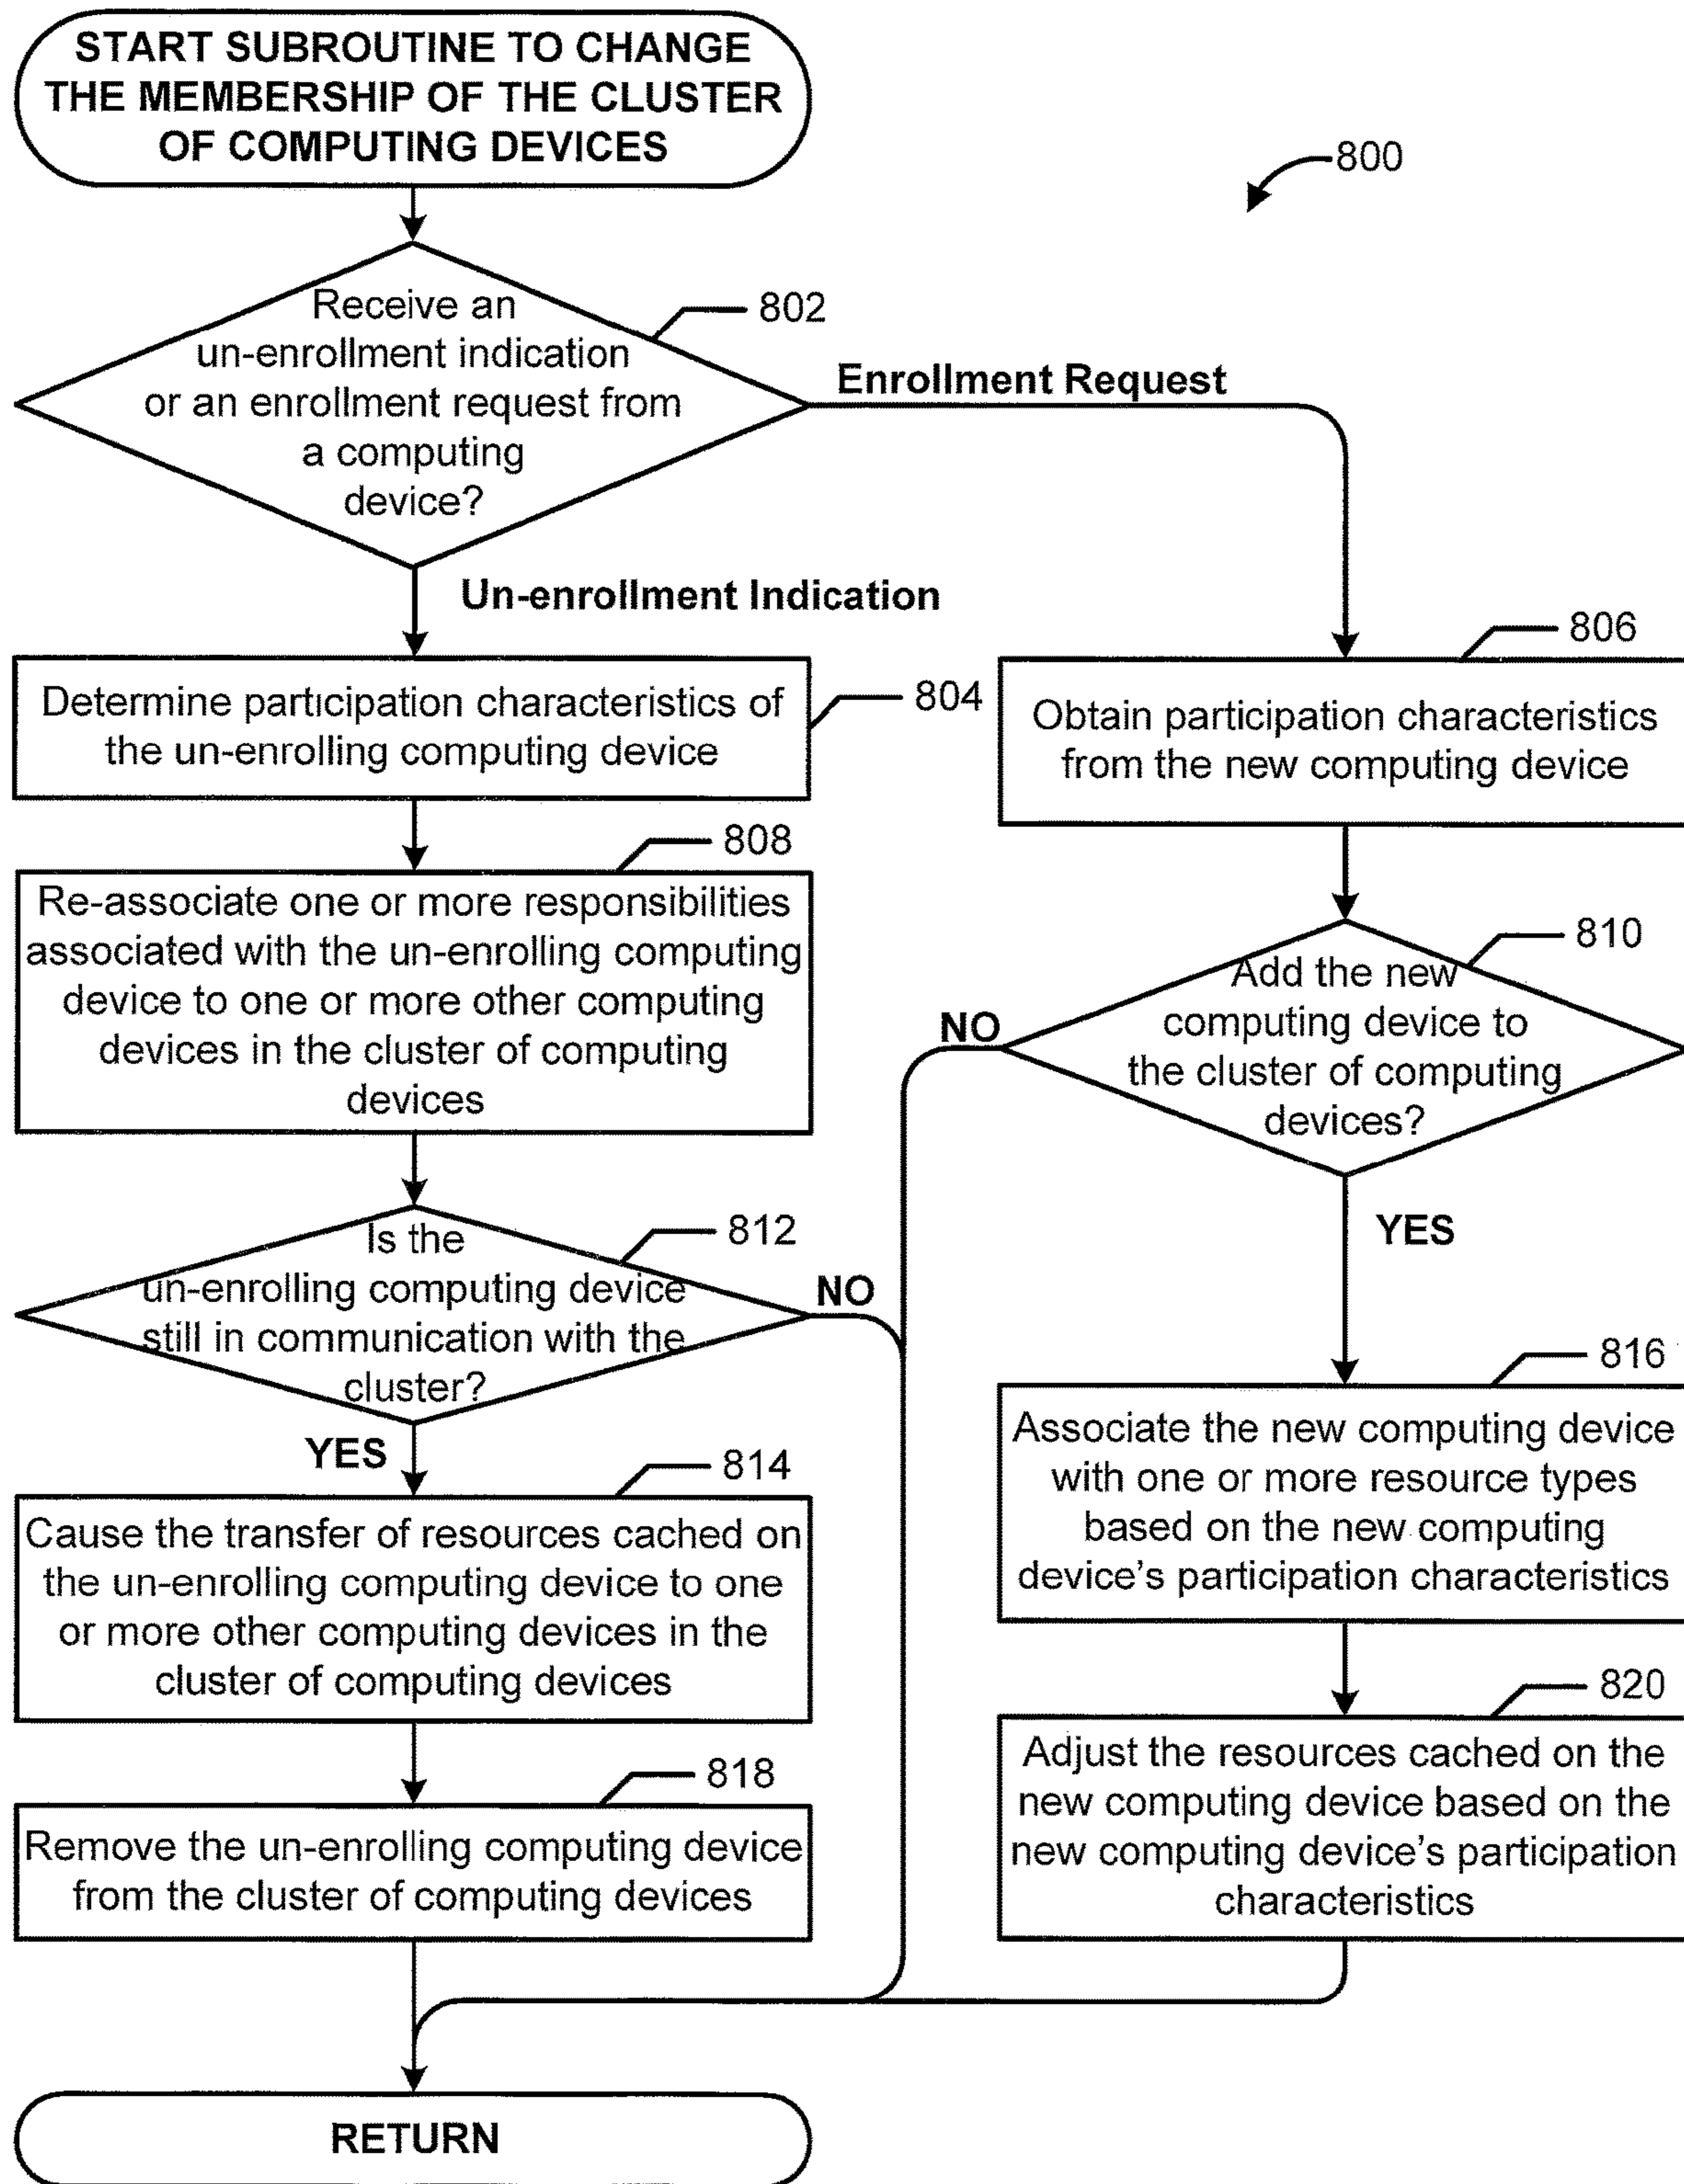 START SUBROUTINE TO CHANGE
THE MEMBERSHIP OF THE CLUSTER
OF COMPUTING DEVICES
800
Receive an
un-enrollment indication
or an enrollment request from
a computing
device?
802
Enrollment Request
Un-enrollment Indication
Determine participation characteristics of
the un-enrolling computing device
804
806
Obtain participation characteristics
from the new computing device
808
Re-associate one or more responsibilities
associated with the un-enrolling computing
device to one or more other computing
devices in the cluster of computing
devices
810
Add the new
computing device to
the cluster of computing
devices?
NO
YES
812
Is the
un-enrolling computing device
still in communication with the
cluster?
NO
YES
814
Cause the transfer of resources cached on
the un-enrolling computing device to one
or more other computing devices in the
cluster of computing devices
816
Associate the new computing device
with one or more resource types
based on the new computing
device's participation characteristics
818
Remove the un-enrolling computing device
from the cluster of computing devices
820
Adjust the resources cached on the
new computing device based on the
new computing device's participation
characteristics
RETURN